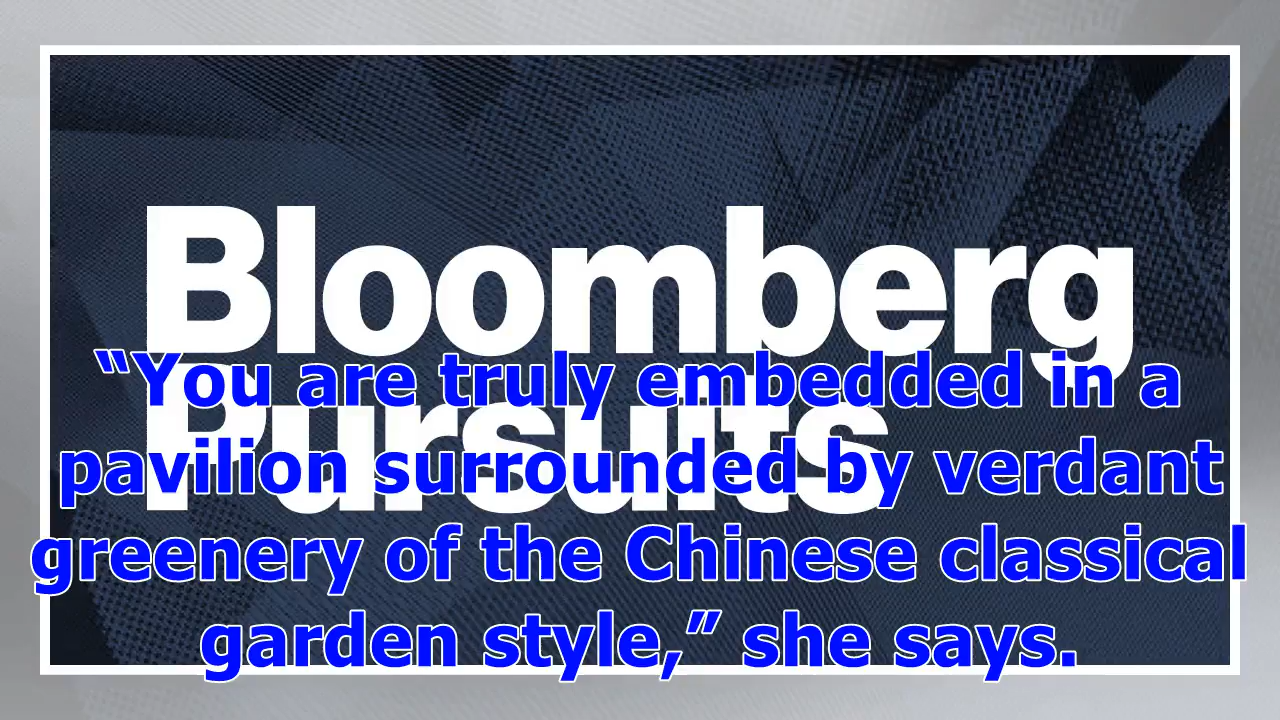 Bloomberg
Pursuits
“You are truly embedded in a
pavilion surrounded by verdant
greenery of the Chinese classical
garden style,” she says.